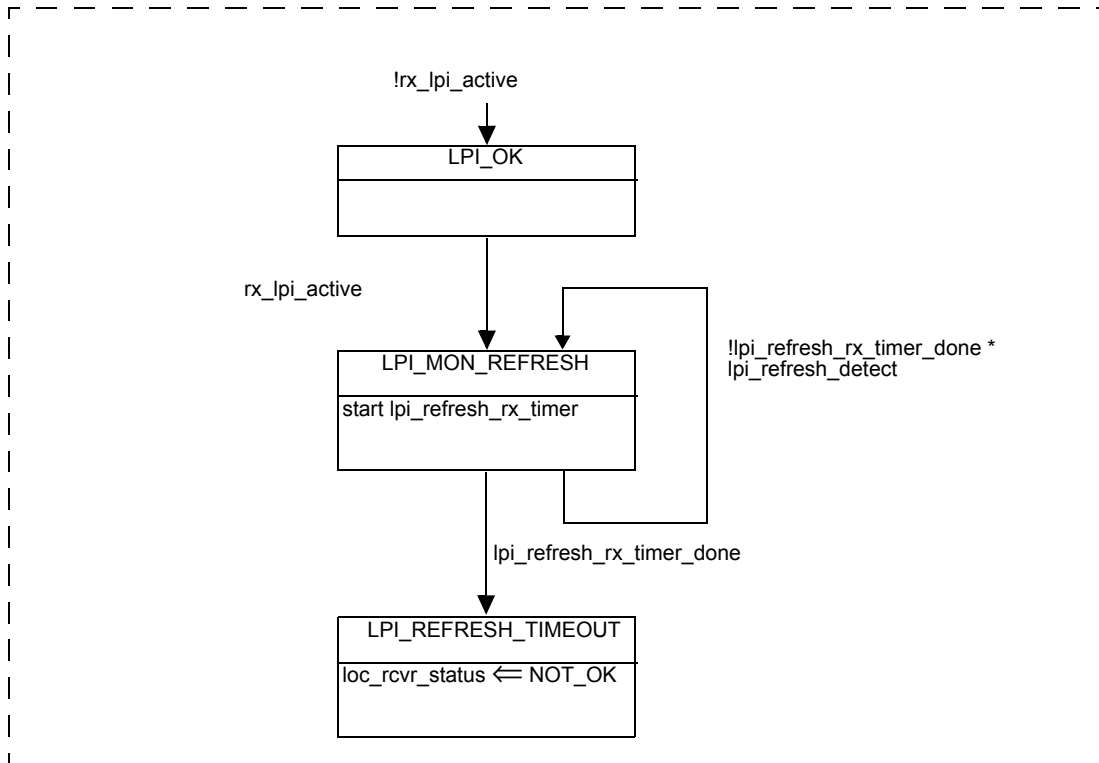 !rx_lpi_active
LPI_OK
rx_lpi_active
LPI_MON_REFRESH
!lpi_refresh_rx_timer_done *
lpi_refresh_detect
start lpi_refresh_rx_timer
lpi_refresh_rx_timer_done
LPI_REFRESH_TIMEOUT
loc_rcvr_status ⇐ NOT_OK